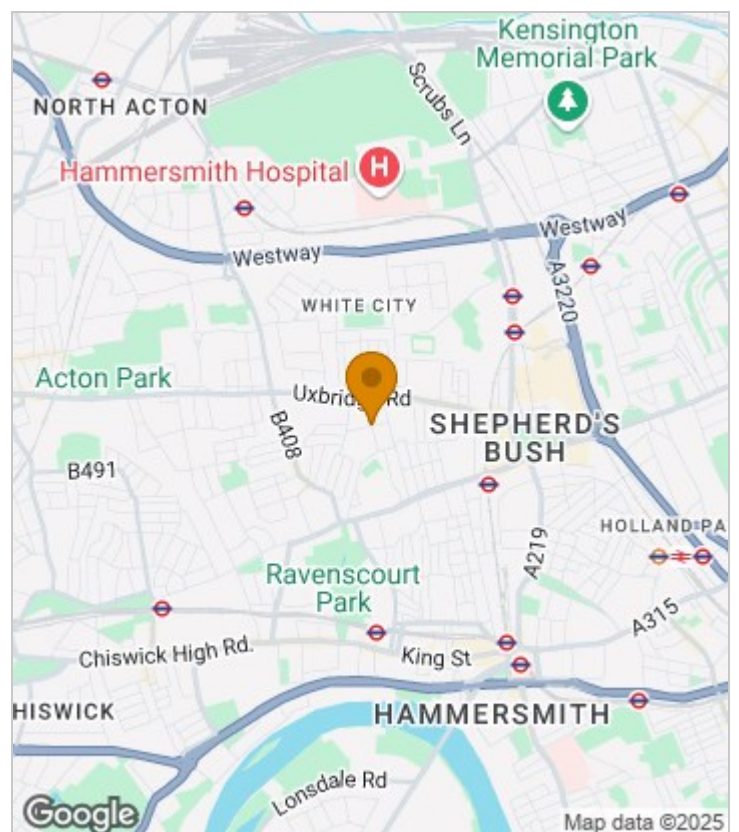 Kensington
Memorial Park
Scrubs Ln
NORTH ACTON
Hammersmith Hospital
H
Westway
Westway
A3220
WHITE CITY
Acton Park
Uxbridge Rd
SHEPHERD'S
BUSH
B408
B491
HOLLAND PA
A219
Ravenscourt
Park
A315
Chiswick High Rd.
King St
HISWICK
HAMMERSMITH
Lonsdale Rd
Google
Map data ©2025